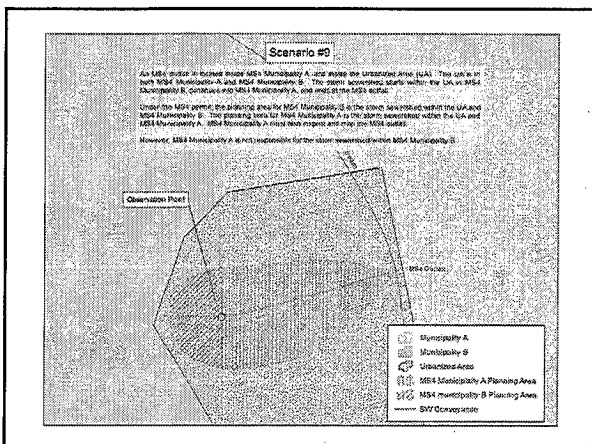 Scenario #9
An MS4 outfall is located inside MS4 Municipality A, and inside the Urbanized Area (UA). The UA is in
both MS4 Municipality A and MS4 Municipality B. The storm sewershed starts within the UA in MS4
Municipality B, continues into MS4 Municipality A, and ends at the MS4 outfall.
Under the MS4 permit, the planning area for MS4 Municipality B is the storm sewershed within the UA and
MS4 Municipality B. The planning area for MS4 Municipality A is the storm sewershed within the UA and
MS4 Municipality A. MS4 Municipality A must also inspect and map the MS4 outfall.
However, MS4 Municipality A is not responsible for the storm sewershed within MS4 Municipality B.
Observation Point
MS4 Outfall
Municipality A
Municipality B
Urbanized Area
MS4 Municipality A Planning Area
MS4 municipality B Planning Area
SW Conveyance